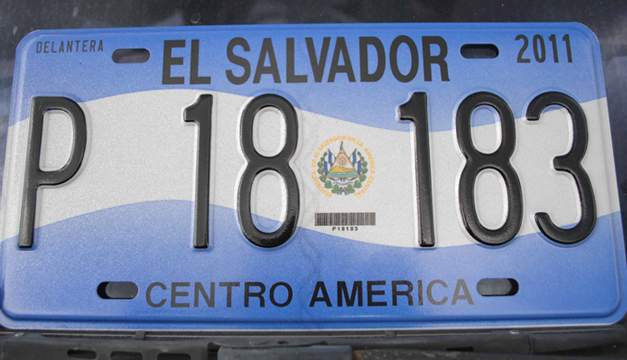 DELANTERA
EL SALVADOR
2011
P 18 183
P18183
CENTRO AMERICA